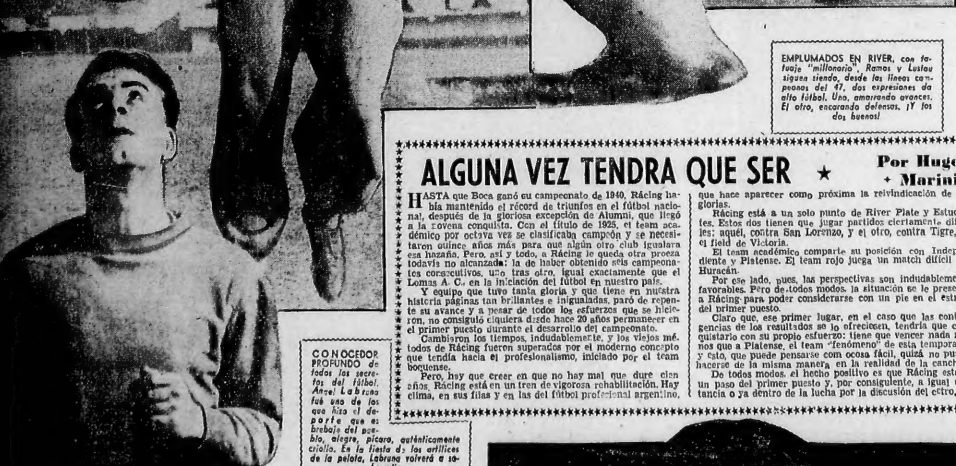 EMPLUMADOS EN RIVER, con ta-
tuaje "millonario", Ramos y Lustau
siguen siendo, desde las líneas cam-
peonas del 47, dos expresiones de
alto fútbol. Uno, amarrando avances.
El otro, encarando defensas. ¡Y los
dos buenos!
ALGUNA VEZ TENDRA QUE SER ★
Por Hugo
Marini
HASTA que Boca ganó su campeonato de 1940, Rácing ha-
bía mantenido el récord de triunfos en el fútbol nacio-
nal, después de la gloriosa excepción de Alumni, que llegó
a la novena conquista. Con el título de 1925, el team aca-
démico por octava vez se clasificaba campeón y se necesi-
taron quince años más para que algún otro club igualara
esa hazaña. Pero, así y todo, a Rácing le queda otra proeza
todavía no alcanzada: la de haber obtenido seis campeona-
tos consecutivos, uno tras otro, igual exactamente que el
Lomas A. C. en la iniciación del fútbol en nuestro país.
Y equipo que tuvo tanta gloria y que tiene en nuestra
historia páginas tan brillantes e inigualadas, paró de repen-
te su avance y a pesar de todos los esfuerzos que se hicie-
ron, no consiguió siquiera desde hace 20 años permanecer en
el primer puesto durante el desarrollo del campeonato.
Cambiaron los tiempos, indudablemente, y los viejos mé-
todos de Rácing fueron superados por el moderno concepto
que tendía hacia el profesionalismo, iniciado por el team
boquense.
Pero, hay que creer en que no hay mal que dure cien
años. Rácing está en un tren de vigorosa rehabilitación. Hay
clima, en sus filas y en las del fútbol profesional argentino,
que hace aparecer como próxima la reivindicación de
glorias.
Rácing está a un solo punto de River Plate y Estu
tes. Estos dos tienen que jugar partidos ciertamente difí
les: aquél, contra San Lorenzo, y el otro, contra Tigre,
el field de Victoria.
El team académico comparte su posición con Indep
diente y Platense. El team rojo juega un match difícil
Huracán.
Por ese lado, pues, las perspectivas son indudableme
favorables. Pero de todos modos, la situación se le prese
a Rácing para poder considerarse con un pie en el
del primer puesto.
Claro que, ese primer lugar, en el caso que las cont
gencias de los resultados se lo ofreciesen, tendría que c
quistarlo con su propio esfuerzo: tiene que vencer nada
nos que a Platense, el team "fenómeno" de esta tempora
y esto, que puede pensarse com cosa fácil, quizá no pu
hacerse de la misma manera en la realidad de la canch
De todos modos, el hecho positivo es que Rácing est
un paso del primer puesto y, por consiguiente, a igual
tancia o ya dentro de la lucha por la discusión del cetro,
CONOCEDOR
PROFUNDO de
todos los secre-
tos del fútbol,
Angel Labruna
fué uno de los
que hizo el de-
porte que es
brebaje del pue-
blo, alegre, pícaro, auténticamente
criollo. En la fiesta de los artífices
de la pelota, Labruna volverá a